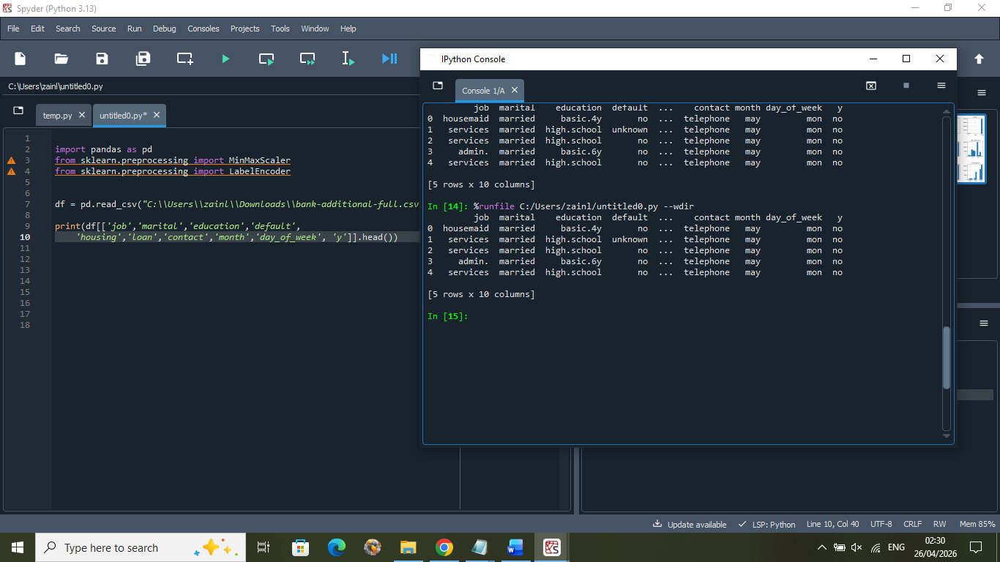 Spyder (Python 3.13)
File Edit Search Source Run Debug Consoles Projects Tools Window Help
C:\Users\zainl\untitled0.py
temp.py untitled0.py*
1
2 import pandas as pd
3 from sklearn.preprocessing import MinMaxScaler
4 from sklearn.preprocessing import LabelEncoder
5
6
7 df = pd.read_csv("C:\\Users\\zainl\\Downloads\\bank-additional-full.csv
8
9 print(df[['job','marital','education','default',
10 'housing','loan','contact','month','day_of_week', 'y']].head())
11
12
13
14
15
16
17
18
IPython Console
Console 1/A
job marital education default ... contact month day_of_week y
0 housemaid married basic.4y no ... telephone may mon no
1 services married high.school unknown ... telephone may mon no
2 services married high.school no ... telephone may mon no
3 admin. married basic.6y no ... telephone may mon no
4 services married high.school no ... telephone may mon no
[5 rows x 10 columns]
In [14]: %runfile C:/Users/zainl/untitled0.py --wdir
job marital education default ... contact month day_of_week y
0 housemaid married basic.4y no ... telephone may mon no
1 services married high.school unknown ... telephone may mon no
2 services married high.school no ... telephone may mon no
3 admin. married basic.6y no ... telephone may mon no
4 services married high.school no ... telephone may mon no
[5 rows x 10 columns]
In [15]:
Update available LSP: Python Line 10, Col 40 UTF-8 CRLF RW Mem 85%
Type here to search
ENG
02:30
26/04/2026